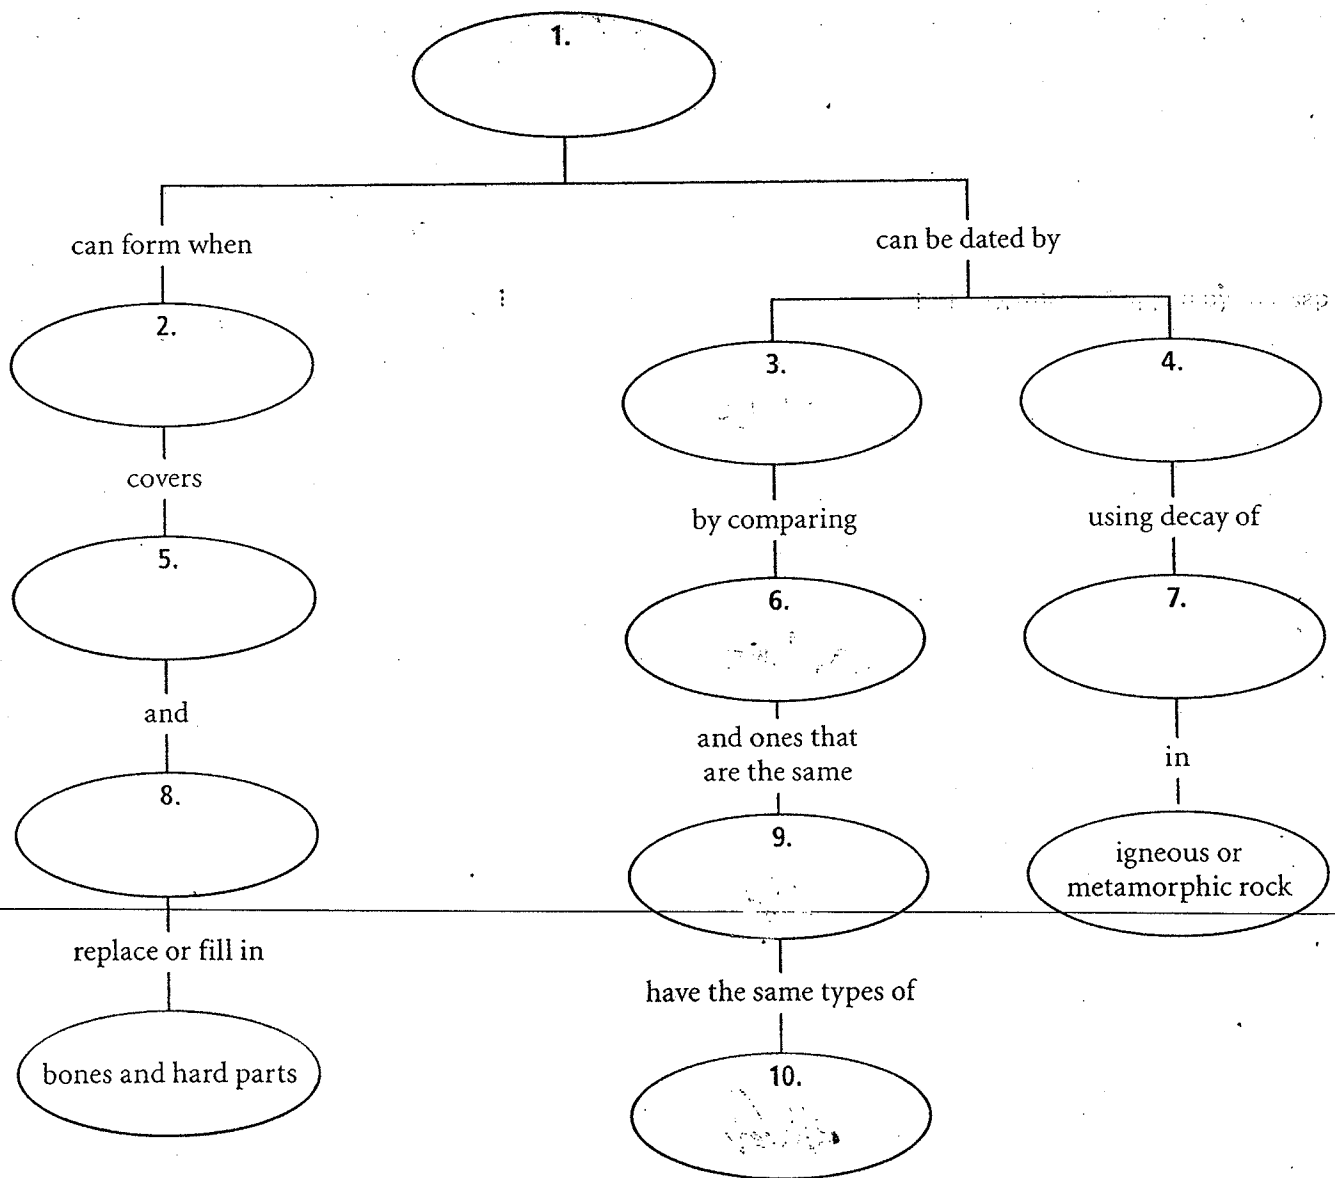 1.
can form when
can be dated by
2.
3.
4.
covers
by comparing
using decay of
5.
6.
7.
and
and ones that
are the same
in
8.
9.
igneous or
metamorphic rock
replace or fill in
have the same types of
bones and hard parts
10.